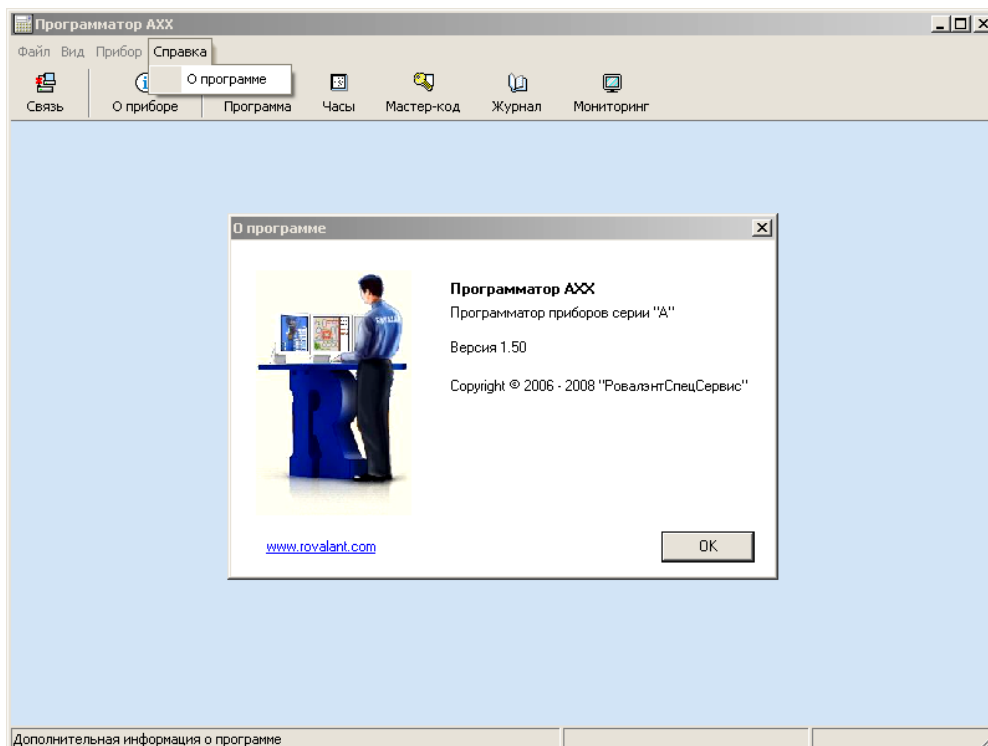 Программатор АХХ
Файл Вид Прибор Справка
О программе
Связь О приборе Программа Часы Мастер-код Журнал Мониторинг
О программе
Программатор АХХ
Программатор приборов серии "А"
Версия 1.50
Copyright © 2006 - 2008 "РовалэнтСпецСервис"
www.rovalant.com
OK
Дополнительная информация о программе